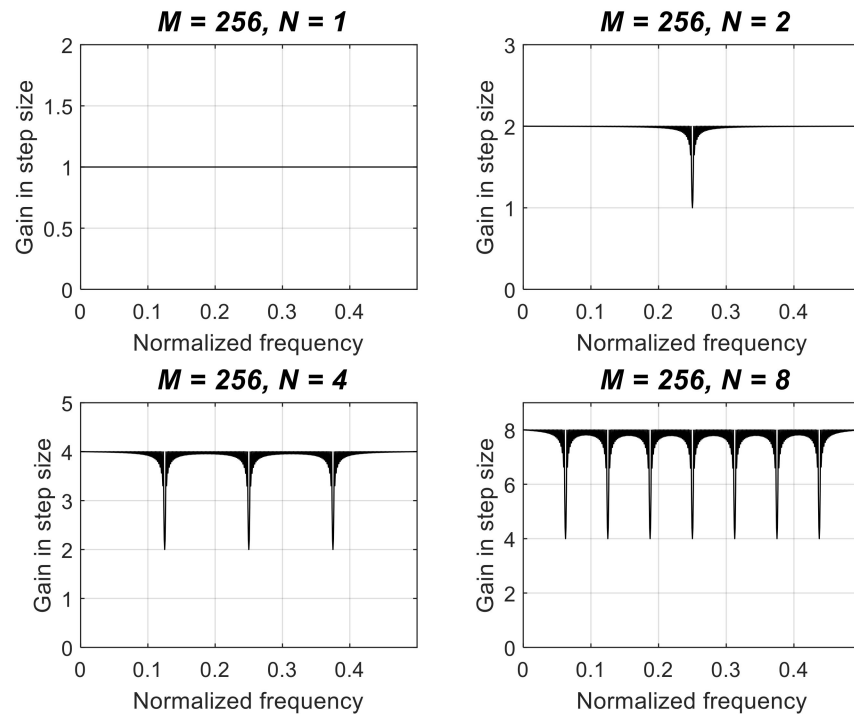 M = 256, N = 1
2
1.5
1
0.5
0
Gain in step size
0 0.1 0.2 0.3 0.4
Normalized frequency
M = 256, N = 2
3
2
1
0
Gain in step size
0 0.1 0.2 0.3 0.4
Normalized frequency
M = 256, N = 4
5
4
3
2
1
0
Gain in step size
0 0.1 0.2 0.3 0.4
Normalized frequency
M = 256, N = 8
8
6
4
2
0
Gain in step size
0 0.1 0.2 0.3 0.4
Normalized frequency